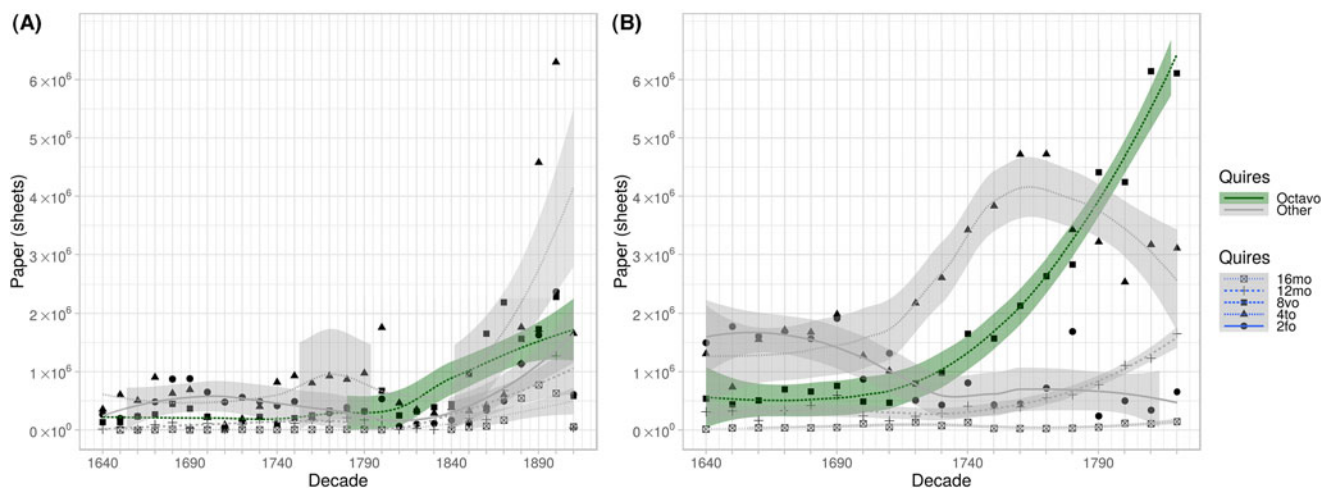 (A)
Paper (sheets)
6×10⁶
5×10⁶
4×10⁶
3×10⁶
2×10⁶
1×10⁶
0×10⁰
1640
1690
1740
1790
1840
1890
Decade
(B)
Paper (sheets)
6×10⁶
5×10⁶
4×10⁶
3×10⁶
2×10⁶
1×10⁶
0×10⁰
1640
1690
1740
1790
Decade
Quires
Octavo
Other
Quires
16mo
12mo
8vo
4to
2fo